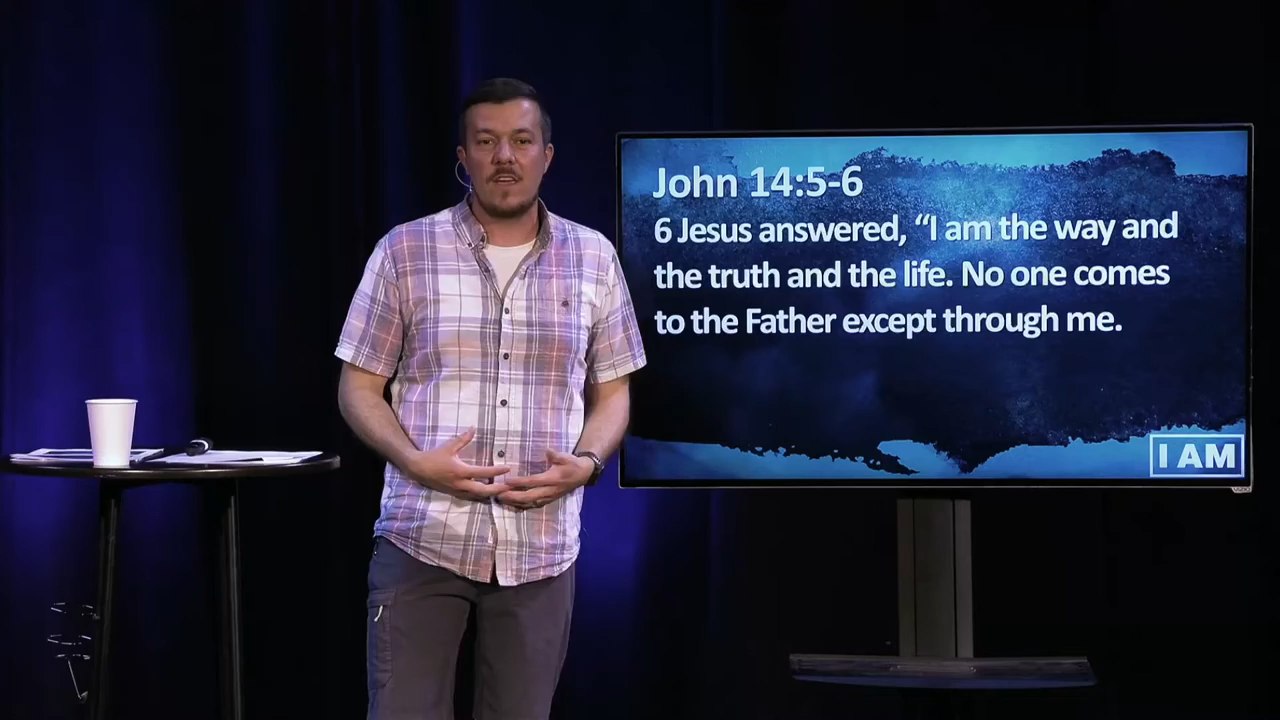 John 14:5-6
6 Jesus answered, “I am the way and
the truth and the life. No one comes
to the Father except through me.
I AM